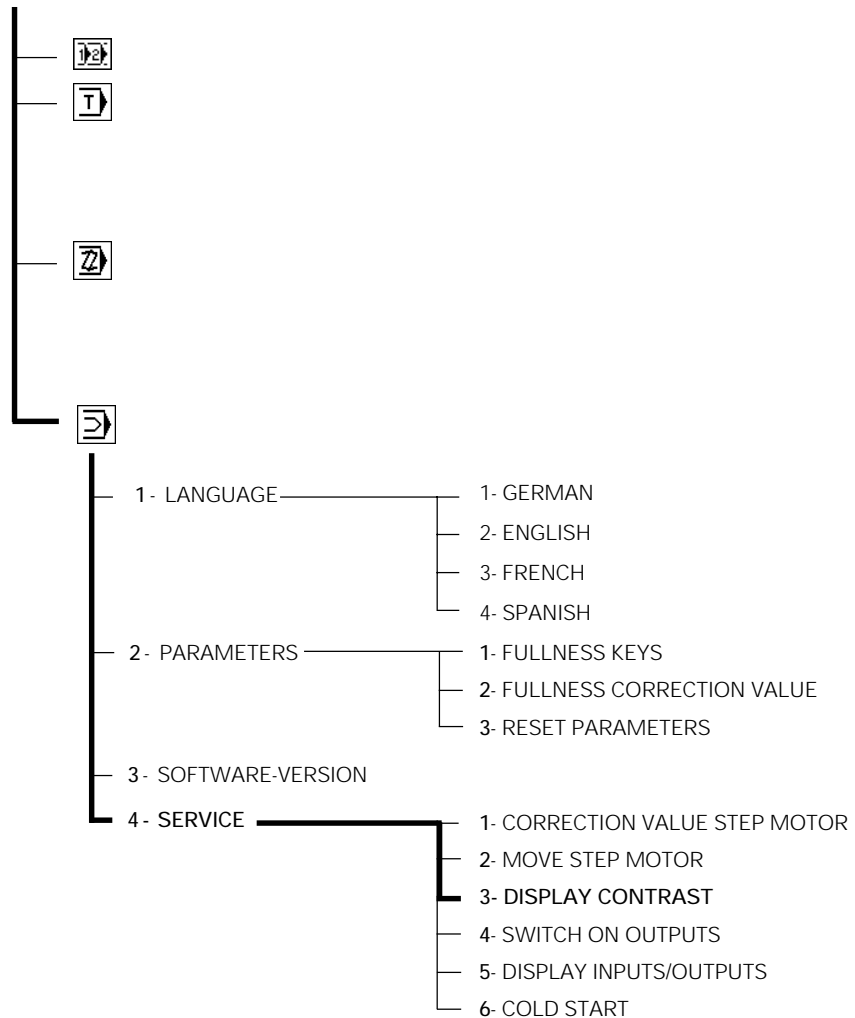 12
T
1- LANGUAGE
1- GERMAN
2- ENGLISH
3- FRENCH
4- SPANISH
2- PARAMETERS
1- FULLNESS KEYS
2- FULLNESS CORRECTION VALUE
3- RESET PARAMETERS
3- SOFTWARE-VERSION
4- SERVICE
1- CORRECTION VALUE STEP MOTOR
2- MOVE STEP MOTOR
3- DISPLAY CONTRAST
4- SWITCH ON OUTPUTS
5- DISPLAY INPUTS/OUTPUTS
6- COLD START